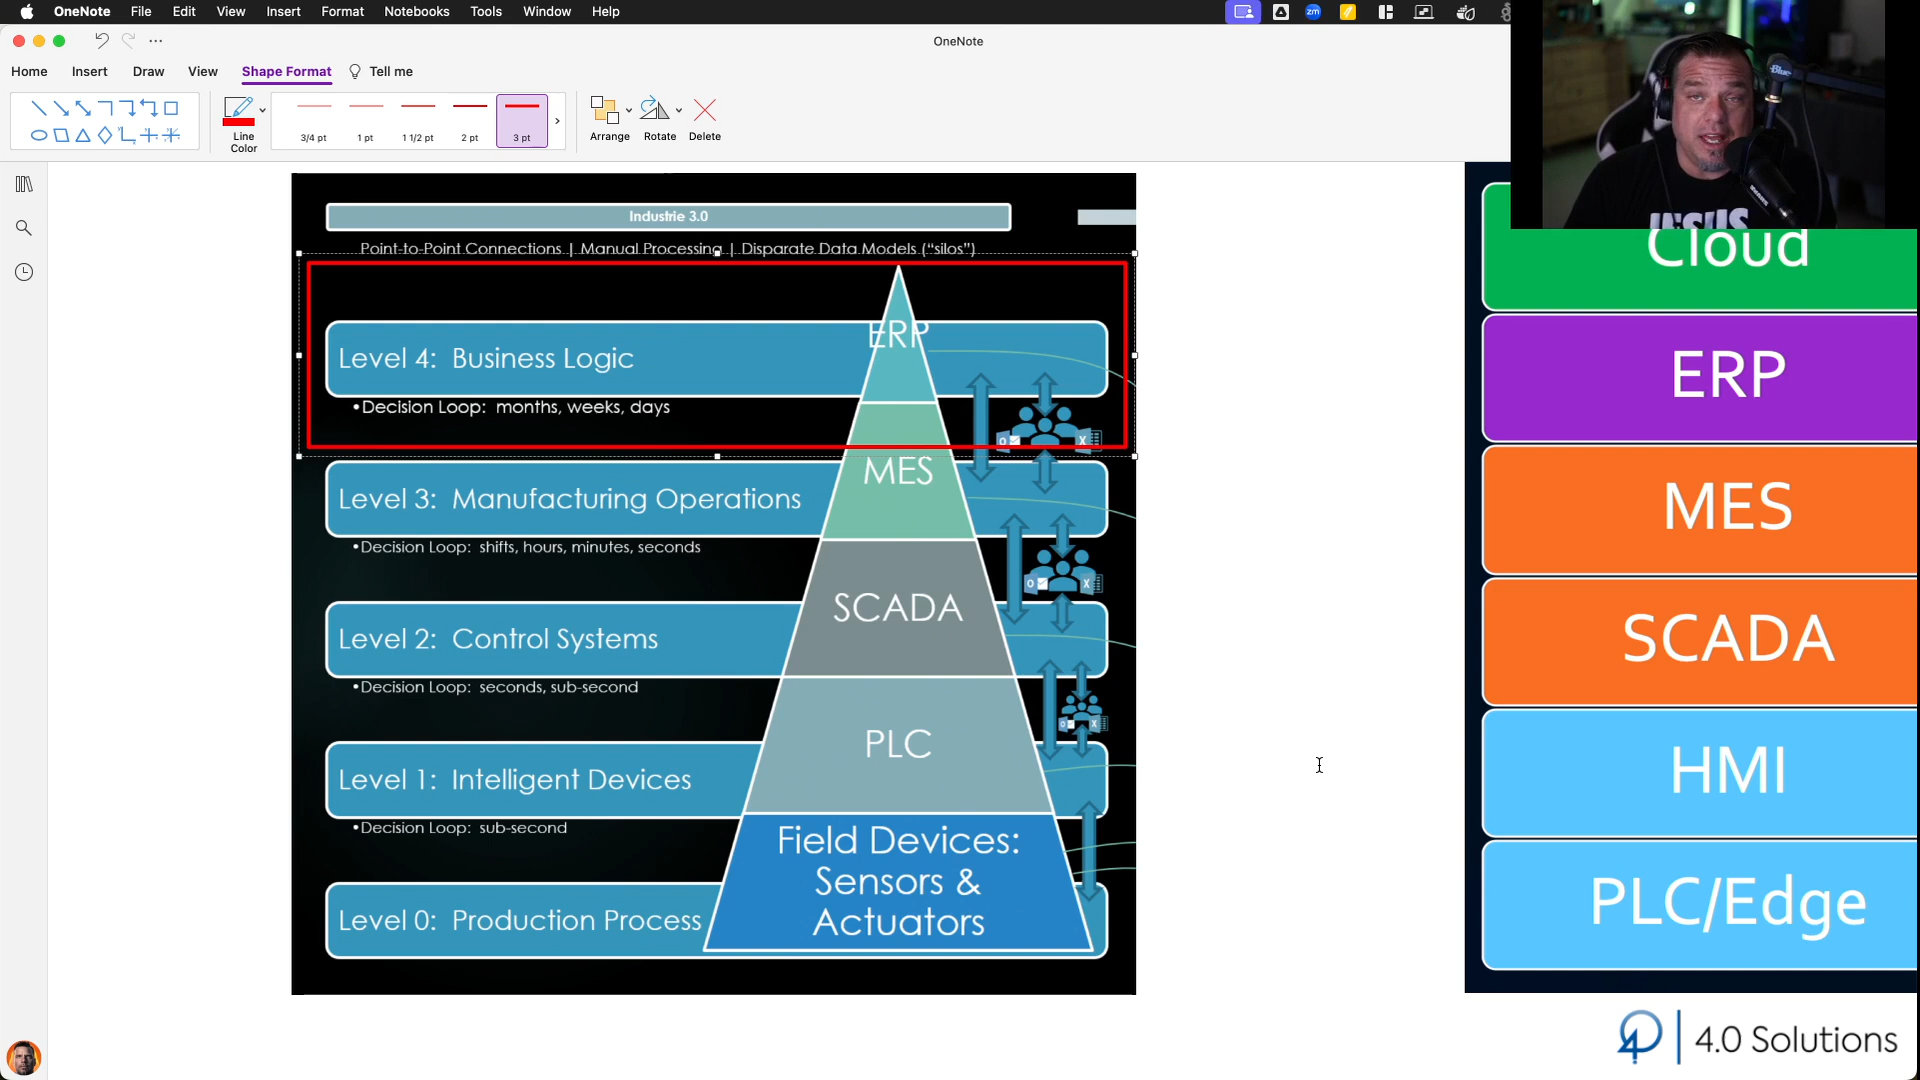 OneNote File Edit View Insert Format Notebooks Tools Window Help
zm
OneNote
Home Insert Draw View Shape Format Tell me
Line Color
3/4 pt 1 pt 1 1/2 pt 2 pt 3 pt
Arrange Rotate Delete
Blue
JESUS
Industrie 3.0
Point-to-Point Connections | Manual Processing | Disparate Data Models (“silos”)
ERP
Level 4: Business Logic
•Decision Loop: months, weeks, days
MES
Level 3: Manufacturing Operations
•Decision Loop: shifts, hours, minutes, seconds
SCADA
Level 2: Control Systems
•Decision Loop: seconds, sub-second
PLC
Level 1: Intelligent Devices
•Decision Loop: sub-second
Field Devices:
Sensors &
Actuators
Level 0: Production Process
Cloud
ERP
MES
SCADA
HMI
PLC/Edge
4.0 Solutions